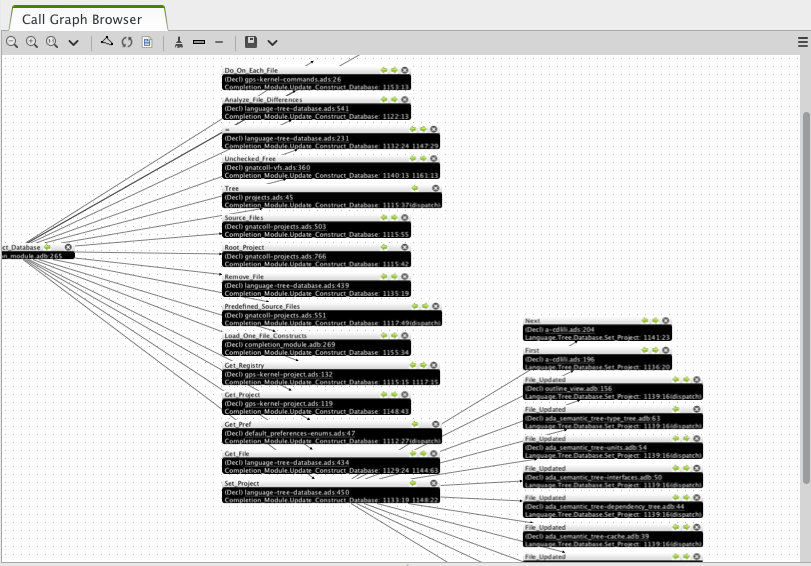 Call Graph Browser
Do_On_Each_File
(Decl) gps-kernel-commands.ads:26
Completion_Module.Update_Construct_Database: 1153:13
Analyze_File_Differences
(Decl) language-tree-database.ads:541
Completion_Module.Update_Construct_Database: 1122:13
=
(Decl) language-tree-database.ads:231
Completion_Module.Update_Construct_Database: 1132:24 1147:29
Unchecked_Free
(Decl) gnatcoll-vfs.ads:360
Completion_Module.Update_Construct_Database: 1140:13 1161:13
Tree
(Decl) projects.ads:45
Completion_Module.Update_Construct_Database: 1115:37(dispatch)
Source_Files
(Decl) gnatcoll-projects.ads:503
Completion_Module.Update_Construct_Database: 1115:55
ct_Database
on_module.adb:265
Root_Project
(Decl) gnatcoll-projects.ads:766
Completion_Module.Update_Construct_Database: 1115:42
Remove_File
(Decl) language-tree-database.ads:439
Completion_Module.Update_Construct_Database: 1135:19
Predefined_Source_Files
(Decl) gnatcoll-projects.ads:551
Completion_Module.Update_Construct_Database: 1117:49(dispatch)
Load_One_File_Constructs
(Decl) completion_module.adb:269
Completion_Module.Update_Construct_Database: 1155:34
Get_Registry
(Decl) gps-kernel-project.ads:132
Completion_Module.Update_Construct_Database: 1115:15 1117:15
Get_Project
(Decl) gps-kernel-project.ads:119
Completion_Module.Update_Construct_Database: 1148:43
Get_Pref
(Decl) default_preferences-enums.ads:47
Completion_Module.Update_Construct_Database: 1112:27(dispatch)
Get_File
(Decl) language-tree-database.ads:434
Completion_Module.Update_Construct_Database: 1129:24 1144:63
Set_Project
(Decl) language-tree-database.ads:450
Completion_Module.Update_Construct_Database: 1133:19 1148:22
Next
(Decl) a-cdlili.ads:204
Language.Tree.Database.Set_Project: 1141:23
First
(Decl) a-cdlili.ads:196
Language.Tree.Database.Set_Project: 1136:20
File_Updated
(Decl) outline_view.adb:156
Language.Tree.Database.Set_Project: 1139:16(dispatch)
File_Updated
(Decl) ada_semantic_tree-type_tree.adb:63
Language.Tree.Database.Set_Project: 1139:16(dispatch)
File_Updated
(Decl) ada_semantic_tree-units.adb:54
Language.Tree.Database.Set_Project: 1139:16(dispatch)
File_Updated
(Decl) ada_semantic_tree-interfaces.adb:50
Language.Tree.Database.Set_Project: 1139:16(dispatch)
File_Updated
(Decl) ada_semantic_tree-dependency_tree.adb:44
Language.Tree.Database.Set_Project: 1139:16(dispatch)
File_Updated
(Decl) ada_semantic_tree-cache.adb:39
Language.Tree.Database.Set_Project: 1139:16(dispatch)
File_Updated